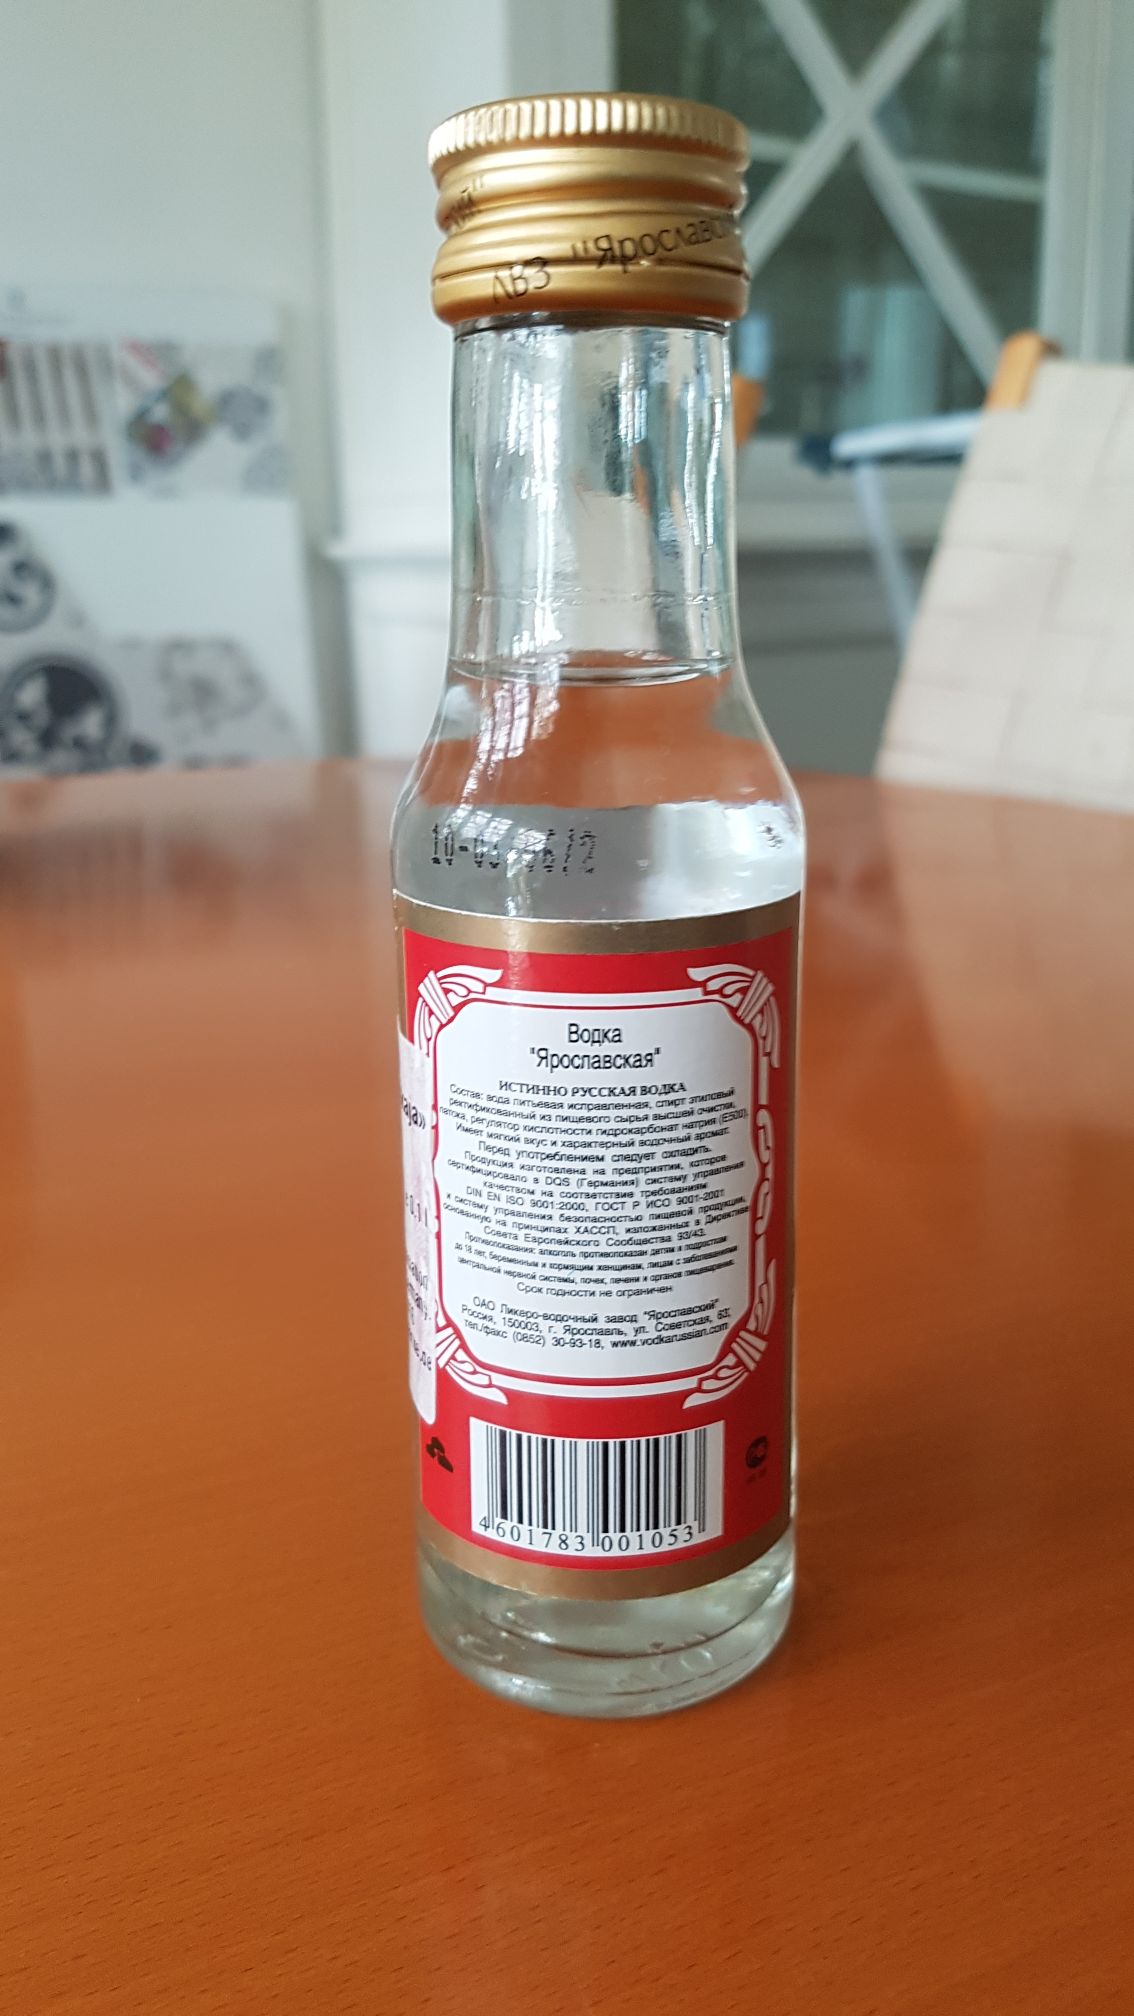 ЛВЗ "Ярославск
Водка
"Ярославская"
ИСТИННО РУССКАЯ ВОДКА
Состав: вода питьевая исправленная, спирт этиловый
ректификованный из пищевого сырья высшей очистки,
патока, регулятор кислотности гидрокарбонат натрия (Е500).
Имеет мягкий вкус и характерный водочный аромат.
Перед употреблением следует охладить.
Продукция изготовлена на предприятии, которое
сертифицировало в DQS (Германия) систему управления
качеством на соответствие требованиям
DIN EN ISO 9001:2000, ГОСТ Р ИСО 9001-2001
и систему управления безопасностью пищевой продукции,
основанную на принципах ХАССП, изложенных в Директиве
Совета Европейского Сообщества 93/43.
Противопоказания: алкоголь противопоказан детям и подросткам
до 18 лет, беременным и кормящим женщинам, лицам с заболеваниями
центральной нервной системы, почек, печени и органов пищеварения.
Срок годности не ограничен
ОАО Ликеро-водочный завод "Ярославский"
Россия, 150003, г. Ярославль, ул. Советская, 63;
тел./факс (0852) 30-93-18, www.vodkarussian.com
4 601783 001053